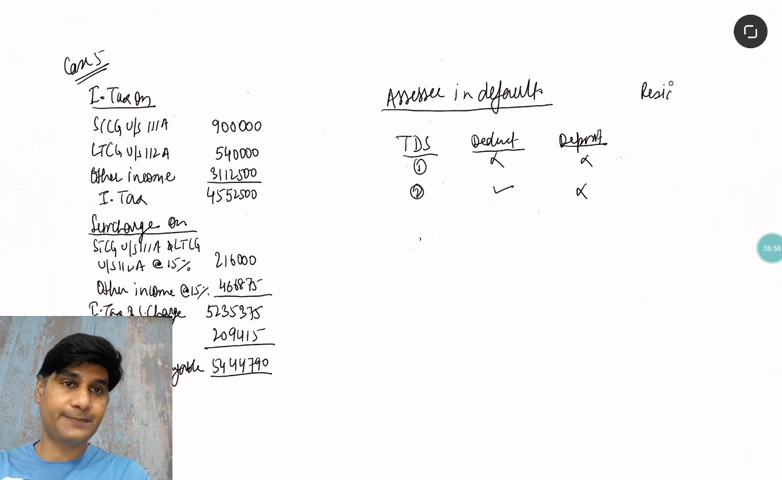 Case 5
I. Tax on
STCG u/s 111A 900000
LTCG u/s 112A 540000
Other income 3112500
I. Tax 4552500
Surcharge on
STCG u/s 111A & LTCG
u/s 112A @ 15% 216000
Other income @ 15% 466875
I. Tax & S. Charge 5235375
209415
5444790
Assessee in default
Resi
TDS Deduct Deposit
① x x
② ✓ x
06:58